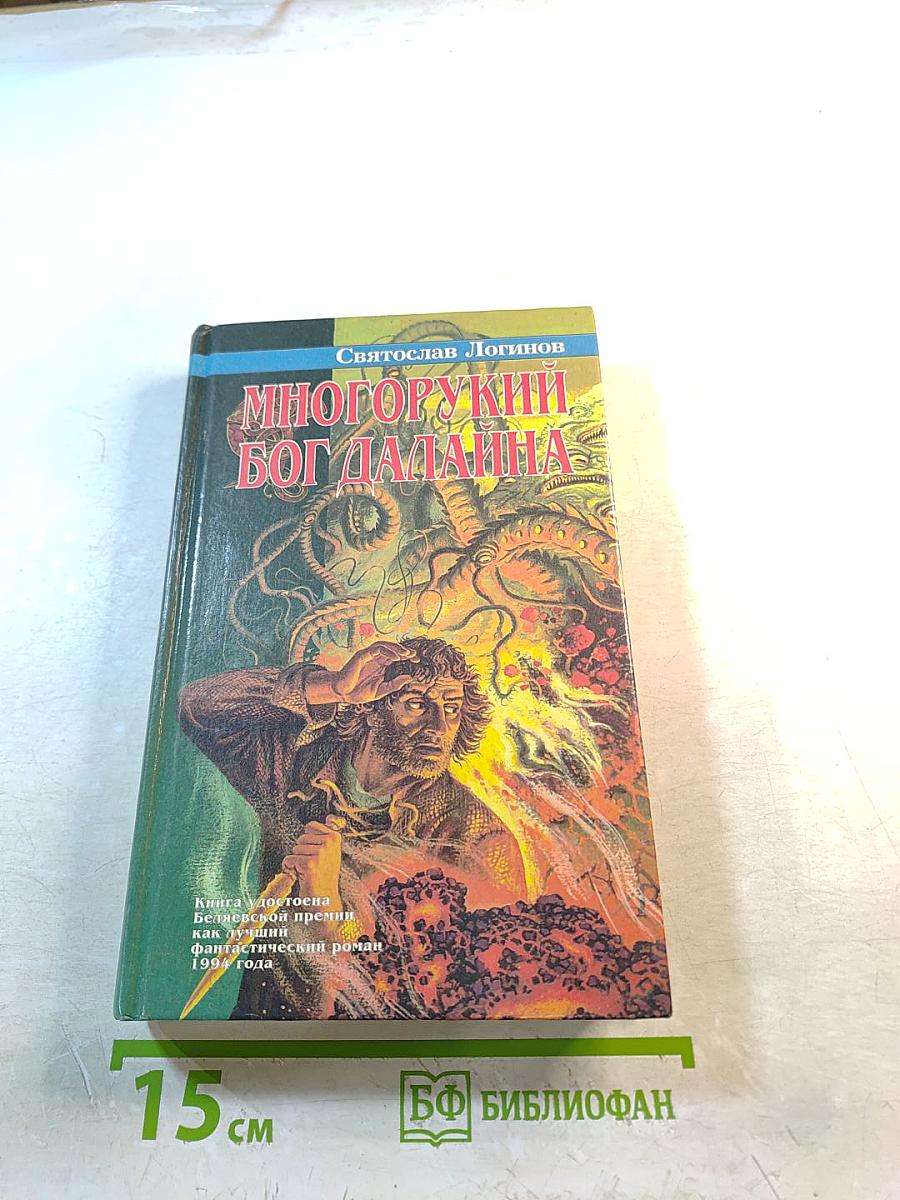 Святослав Логинов
МНОГОРУКИЙ
БОГ ДАЛАЙНА
Книга удостоена
Беляевской премии
как лучший
фантастический роман
1994 года
15 см
БФ БИБЛИОФАН